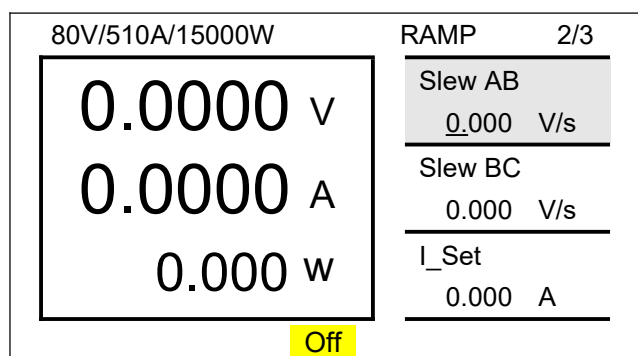 80V/510A/15000W
RAMP 2/3
0.0000 V
0.0000 A
0.000 W
Slew AB
0.000 V/s
Slew BC
0.000 V/s
I_Set
0.000 A
Off